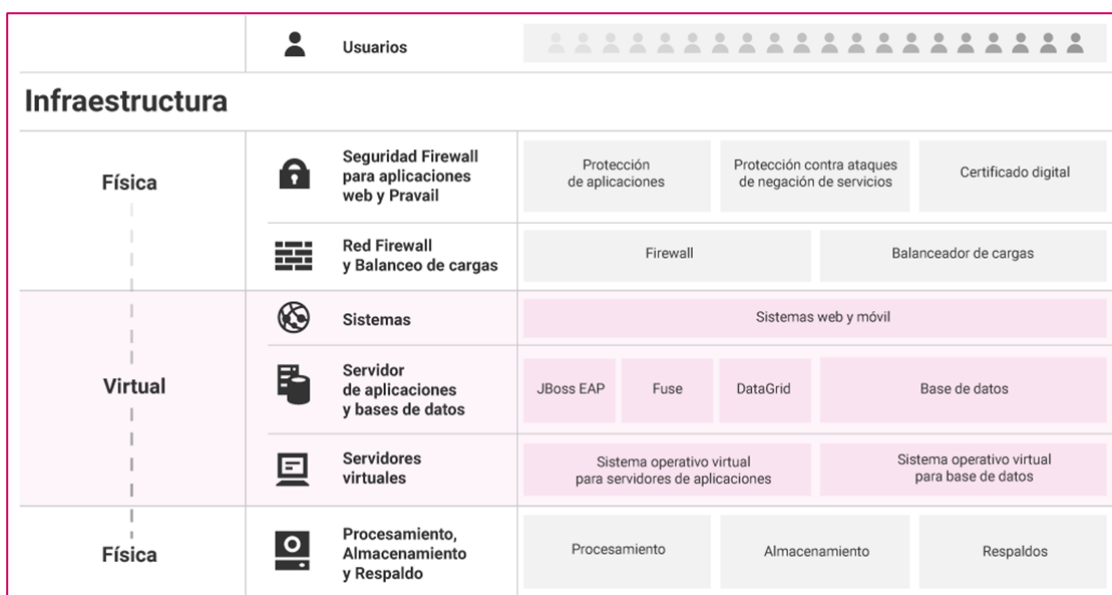 Usuarios
Infraestructura
Física
Seguridad Firewall
para aplicaciones
web y Pravail
Protección
de aplicaciones
Protección contra ataques
de negación de servicios
Certificado digital
Red Firewall
y Balanceo de cargas
Firewall
Balanceador de cargas
Virtual
Sistemas
Sistemas web y móvil
Servidor
de aplicaciones
y bases de datos
JBoss EAP
Fuse
DataGrid
Base de datos
Servidores
virtuales
Sistema operativo virtual
para servidores de aplicaciones
Sistema operativo virtual
para base de datos
Física
Procesamiento,
Almacenamiento
y Respaldo
Procesamiento
Almacenamiento
Respaldos